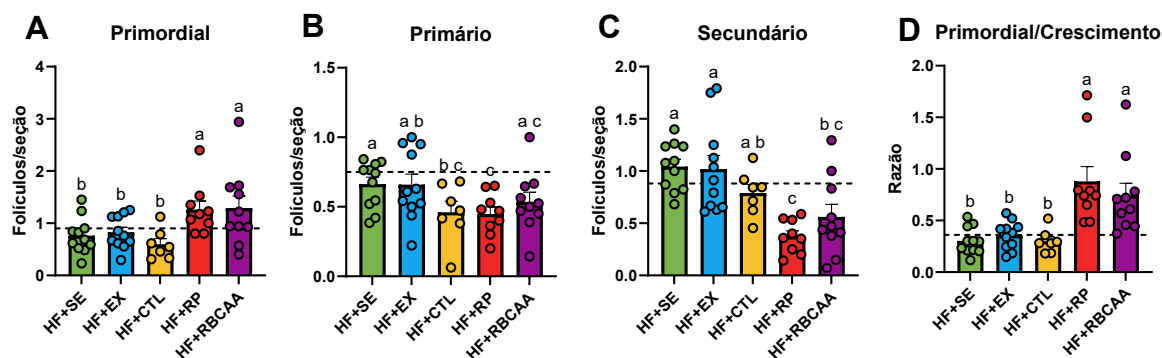 A
Primordial
Folículos/seção
4
3
2
1
0
b
b
b
a
a
HF+SE
HF+EX
HF+CTL
HF+RP
HF+RBCAA
B
Primário
Folículos/seção
1.5
1.0
0.5
0.0
a
a b
b c
c
a c
HF+SE
HF+EX
HF+CTL
HF+RP
HF+RBCAA
C
Secundário
Folículos/seção
2.0
1.5
1.0
0.5
0.0
a
a
a b
c
b c
HF+SE
HF+EX
HF+CTL
HF+RP
HF+RBCAA
D
Primordial/Crescimento
Razão
2.0
1.5
1.0
0.5
0.0
b
b
b
a
a
HF+SE
HF+EX
HF+CTL
HF+RP
HF+RBCAA